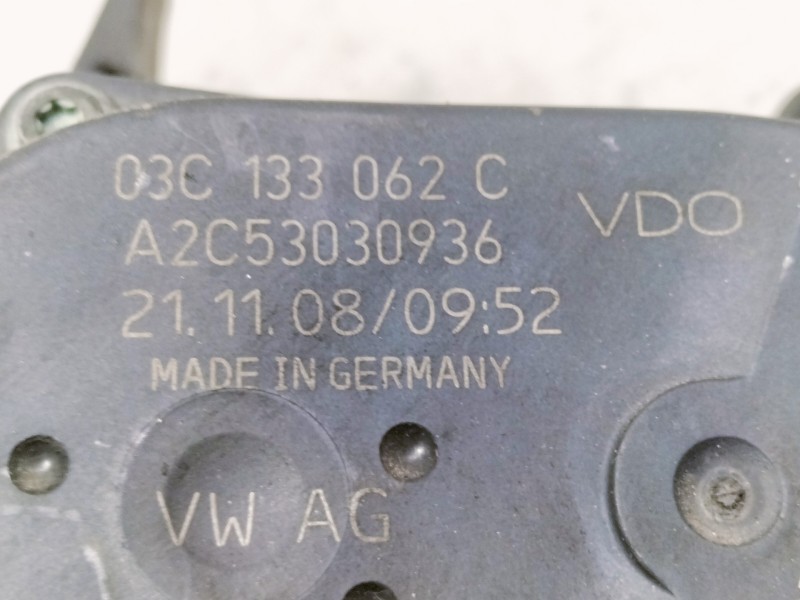 03C 133 062 C
VDO
A2C53030936
21.11.08/09:52
MADE IN GERMANY
VW AG